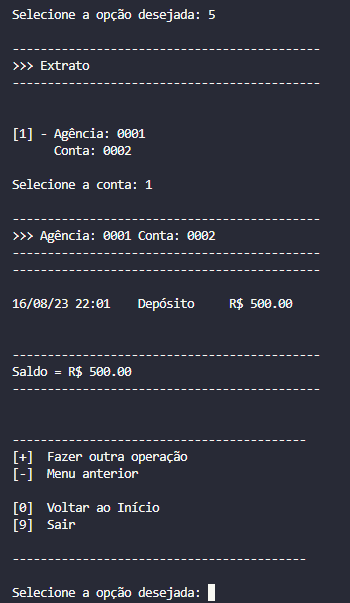 Selecione a opção desejada: 5
--------------------------------------------
>>> Extrato
--------------------------------------------
[1] - Agência: 0001
      Conta: 0002
Selecione a conta: 1
--------------------------------------------
>>> Agência: 0001 Conta: 0002
--------------------------------------------
--------------------------------------------
16/08/23 22:01    Depósito     R$ 500.00
--------------------------------------------
Saldo = R$ 500.00
--------------------------------------------
------------------------------------------
[+]  Fazer outra operação
[-]  Menu anterior
[0]  Voltar ao Início
[9]  Sair
------------------------------------------
Selecione a opção desejada: